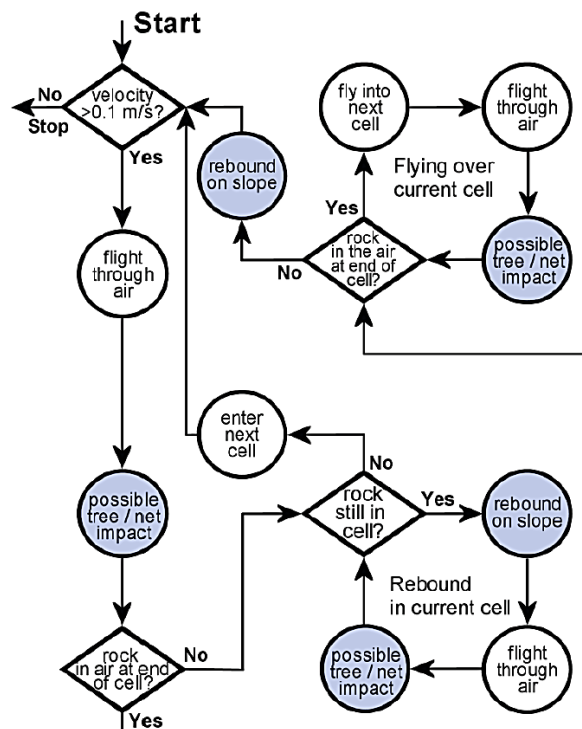 Start
No
Stop
velocity
>0.1 m/s?
Yes
flight
through
air
possible
tree / net
impact
rock
in air at end
of cell?
Yes
No
rebound
on slope
fly into
next
cell
flight
through
air
Flying over
current cell
Yes
rock
in the air
at end of
cell?
No
possible
tree / net
impact
enter
next
cell
No
rock
still in
cell?
Yes
rebound
on slope
Rebound
in current cell
possible
tree / net
impact
flight
through
air